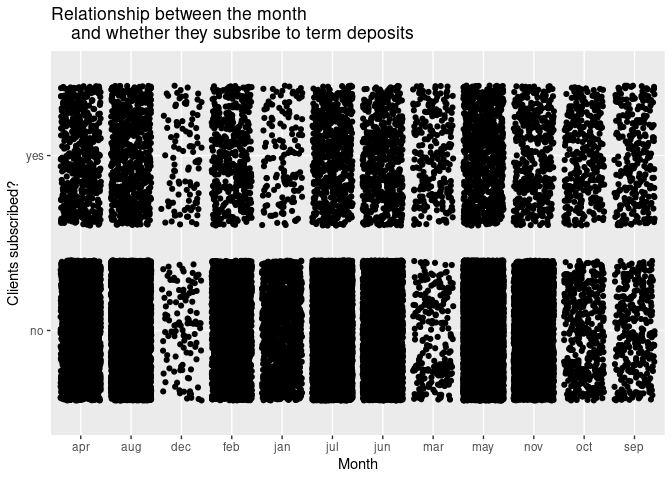 Relationship between the month
and whether they subsribe to term deposits
Clients subscribed?
yes
no
apr aug dec feb jan jul jun mar may nov oct sep
Month